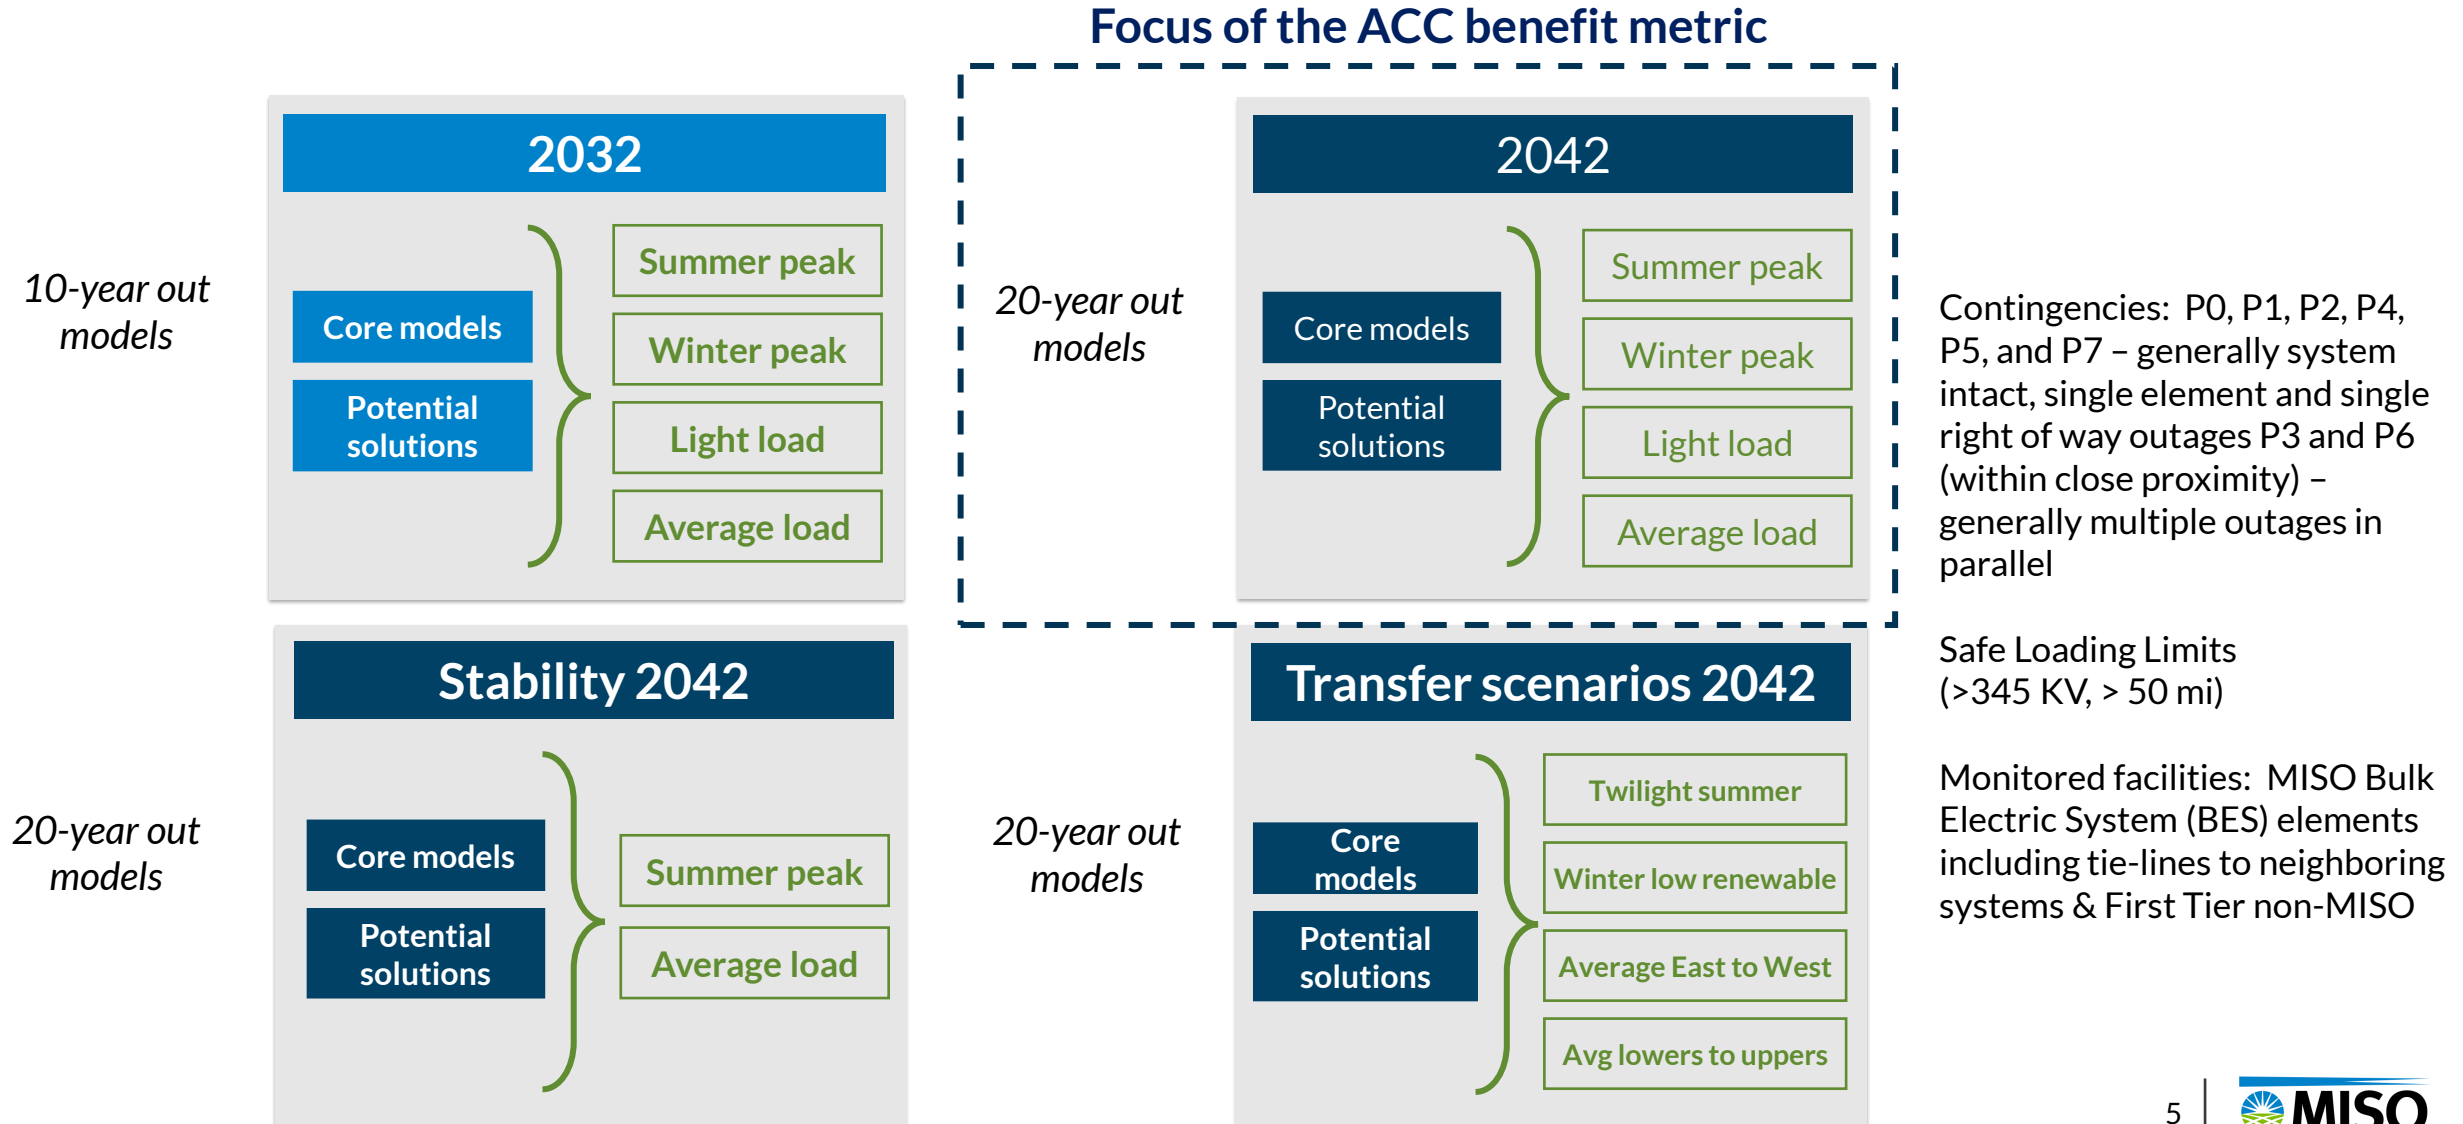 Focus of the ACC benefit metric
10-year out
models
2032
Core models
Potential
solutions
Summer peak
Winter peak
Light load
Average load
20-year out
models
2042
Core models
Potential
solutions
Summer peak
Winter peak
Light load
Average load
20-year out
models
Stability 2042
Core models
Potential
solutions
Summer peak
Average load
20-year out
models
Transfer scenarios 2042
Core
models
Potential
solutions
Twilight summer
Winter low renewable
Average East to West
Avg lowers to uppers
Contingencies: P0, P1, P2, P4,
P5, and P7 – generally system
intact, single element and single
right of way outages P3 and P6
(within close proximity) –
generally multiple outages in
parallel
Safe Loading Limits
(>345 KV, > 50 mi)
Monitored facilities: MISO Bulk
Electric System (BES) elements
including tie-lines to neighboring
systems & First Tier non-MISO
5
MISO